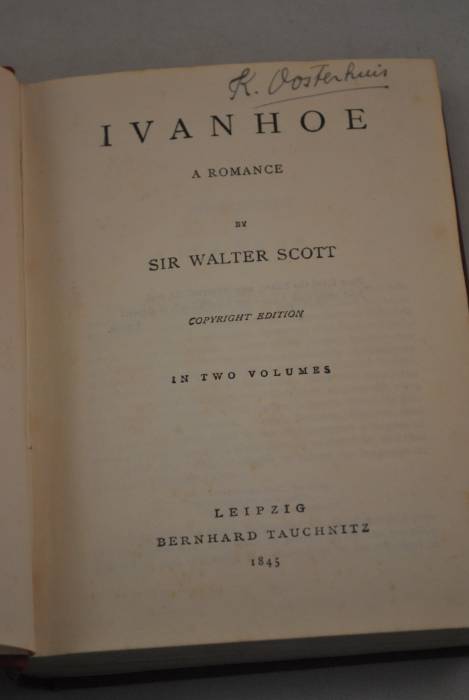 K. Oosterhuis
IVANHOE
A ROMANCE
BY
SIR WALTER SCOTT
COPYRIGHT EDITION
IN TWO VOLUMES
LEIPZIG
BERNHARD TAUCHNITZ
1845